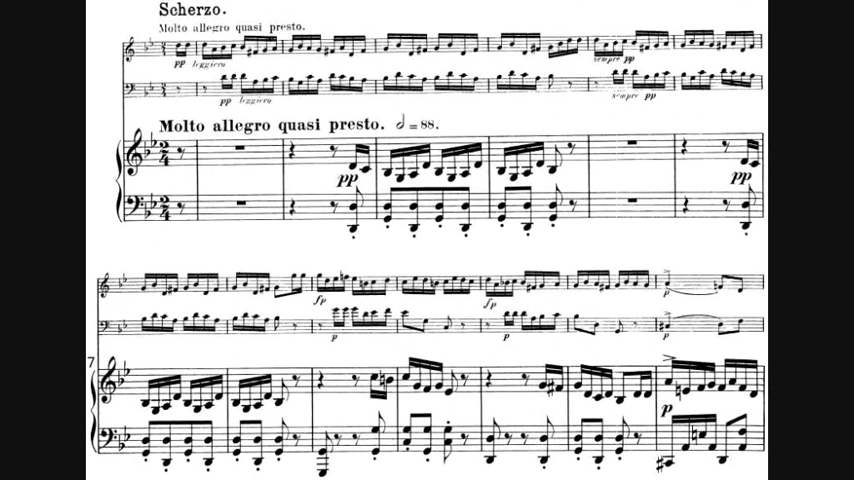 Scherzo.
Molto allegro quasi presto.
pp leggiero
sempre pp
pp leggiero
sempre pp
Molto allegro quasi presto. = 88.
pp
pp
fp
fp
p
p
p
p
7
p